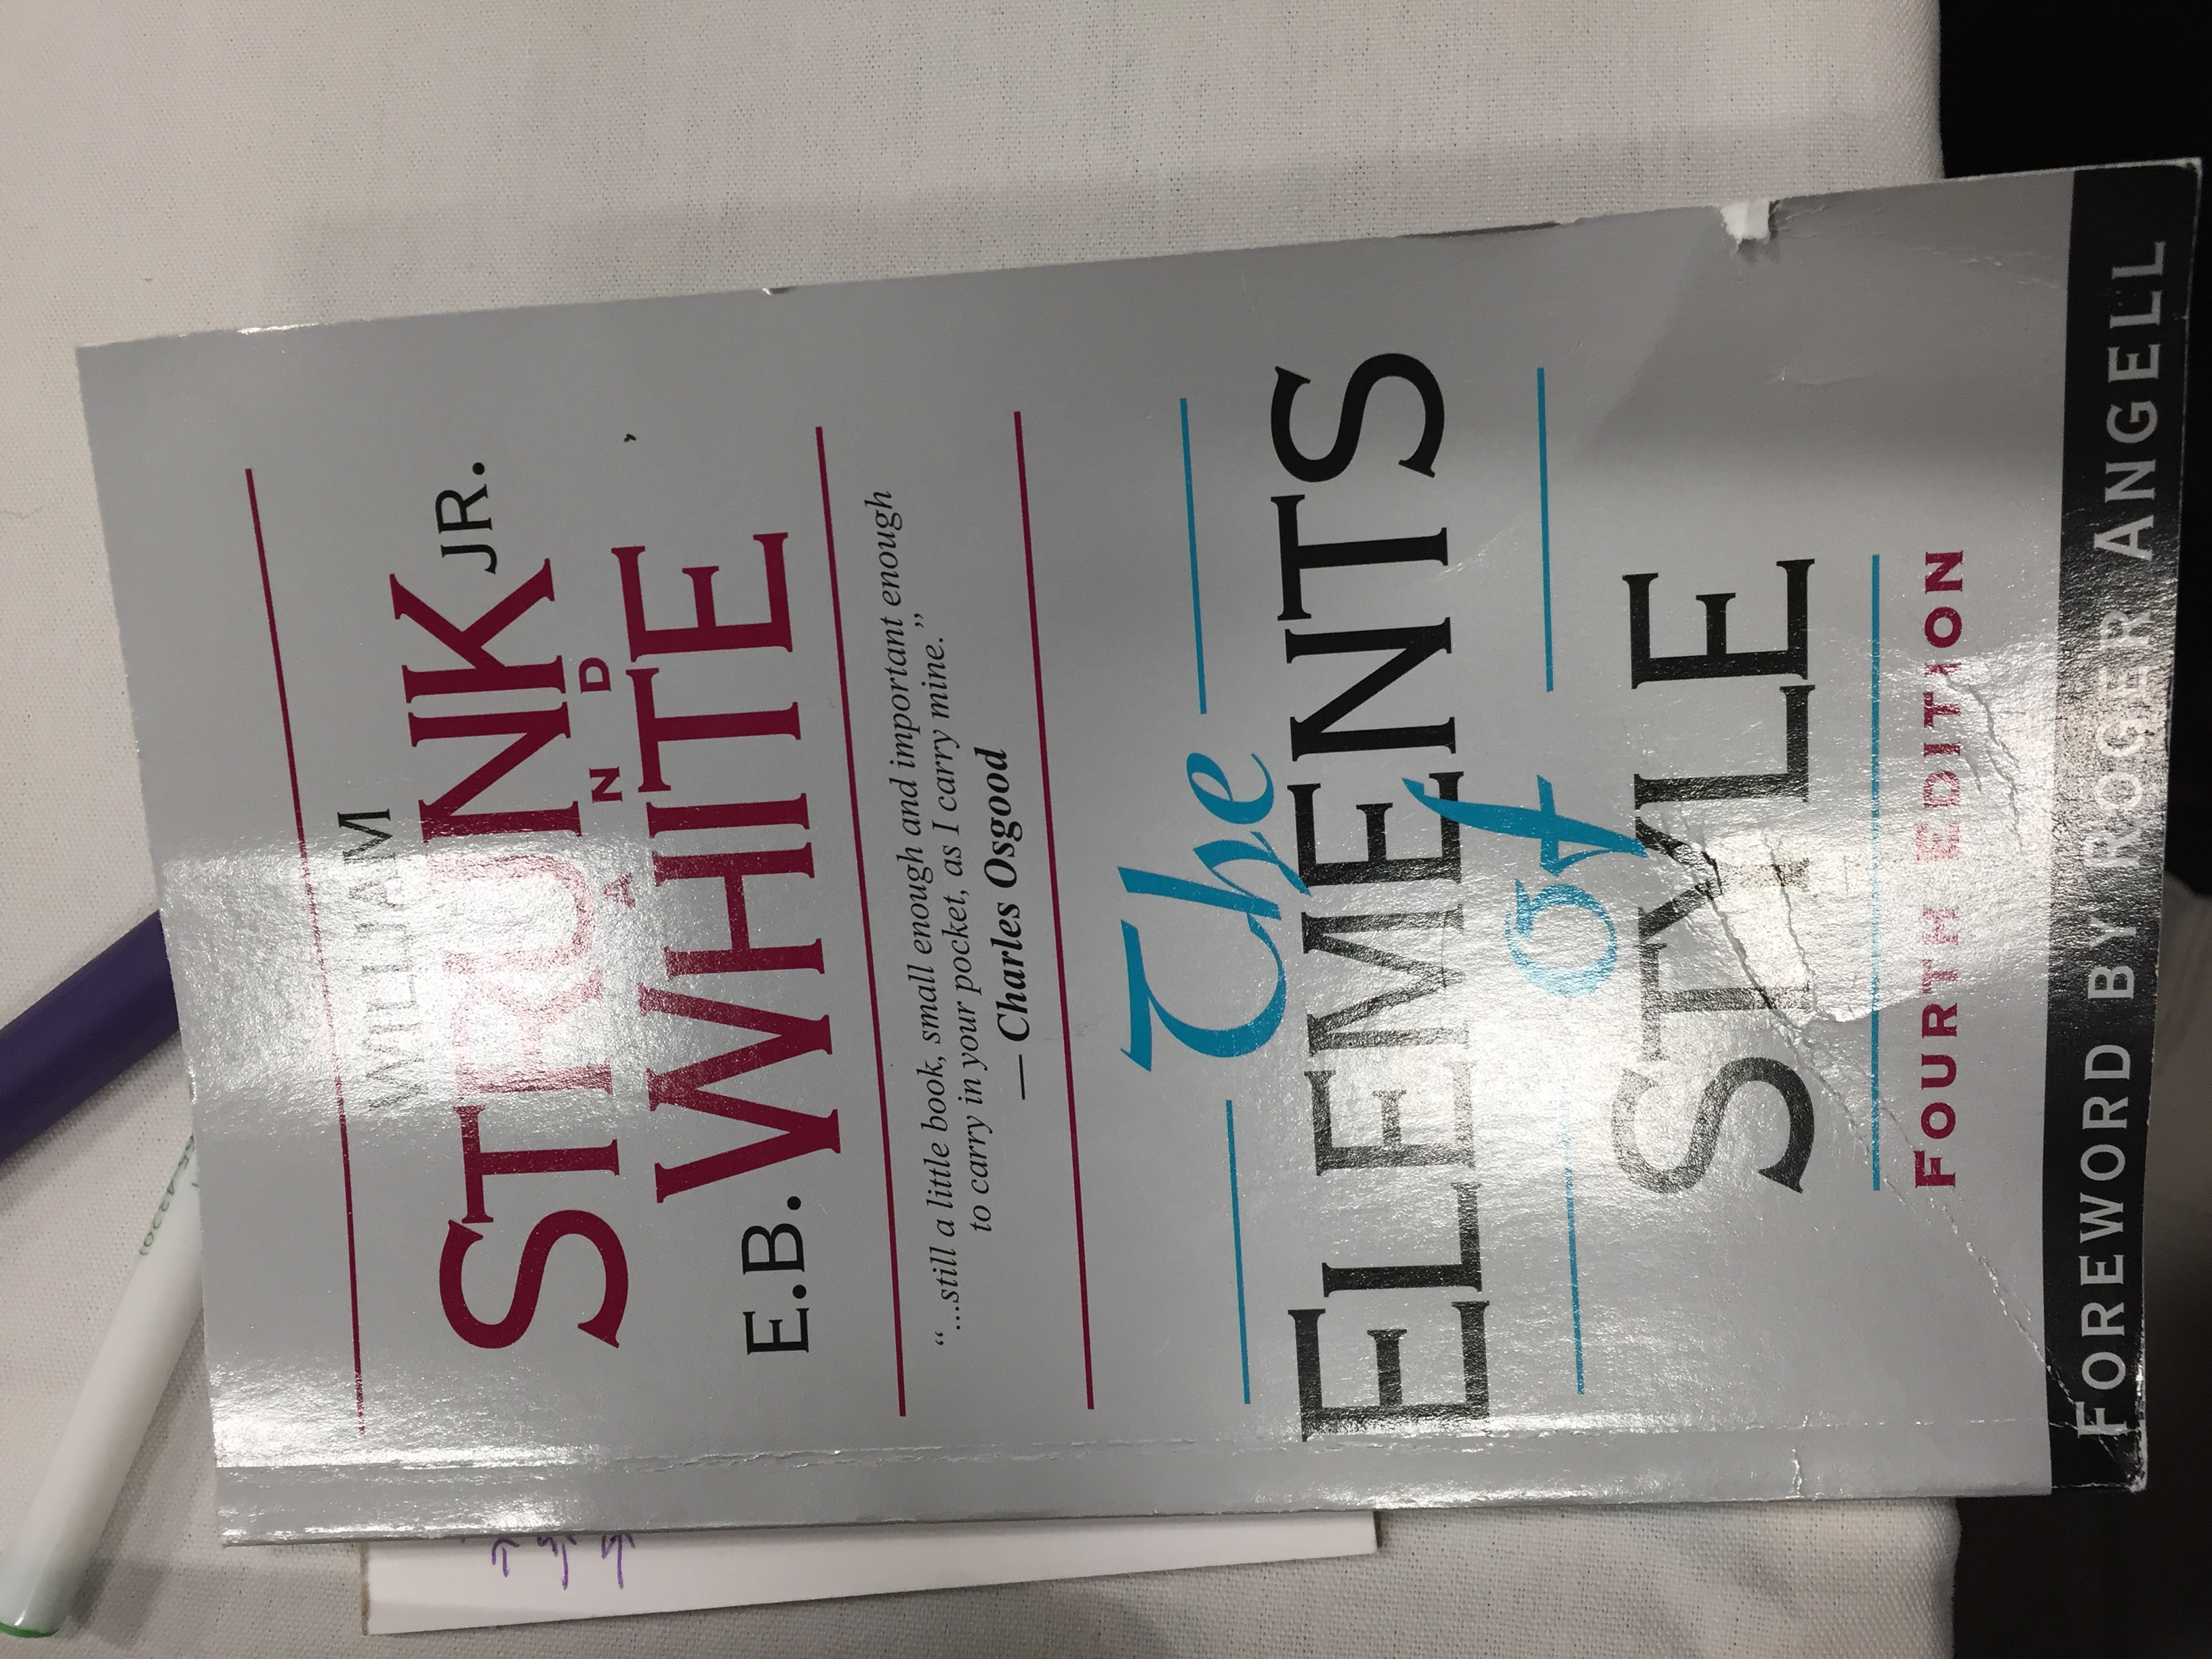 WILLIAM
STRUNK JR.
AND
E.B. WHITE
“...still a little book, small enough and important enough
to carry in your pocket, as I carry mine.”
— Charles Osgood
The
ELEMENTS
of
STYLE
FOURTH EDITION
FOREWORD BY ROGER ANGELL